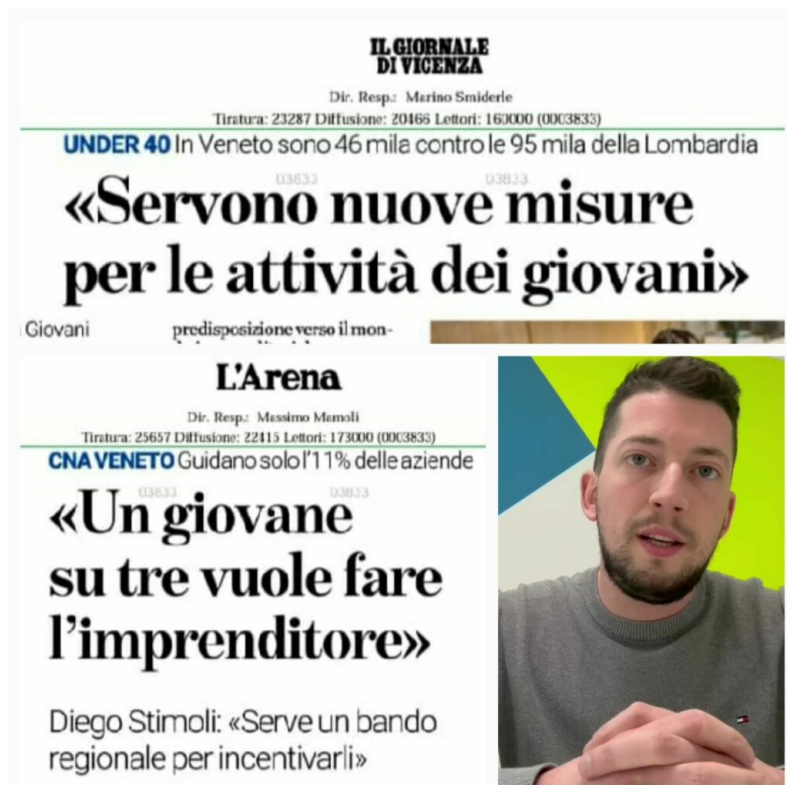 IL GIORNALE
DI VICENZA
Dir. Resp.: Marino Smiderle
Tiratura: 23287 Diffusione: 20466 Lettori: 160000 (0003833)
UNDER 40 In Veneto sono 46 mila contro le 95 mila della Lombardia
03833 03833
«Servono nuove misure
per le attività dei giovani»
Giovani
predisposizione verso il mon-
L'Arena
Dir. Resp.: Massimo Mamoli
Tiratura: 25657 Diffusione: 22415 Lettori: 173000 (0003833)
CNA VENETO Guidano solo l'11% delle aziende
03833 03833
«Un giovane
su tre vuole fare
l'imprenditore»
Diego Stimoli: «Serve un bando
regionale per incentivarli»